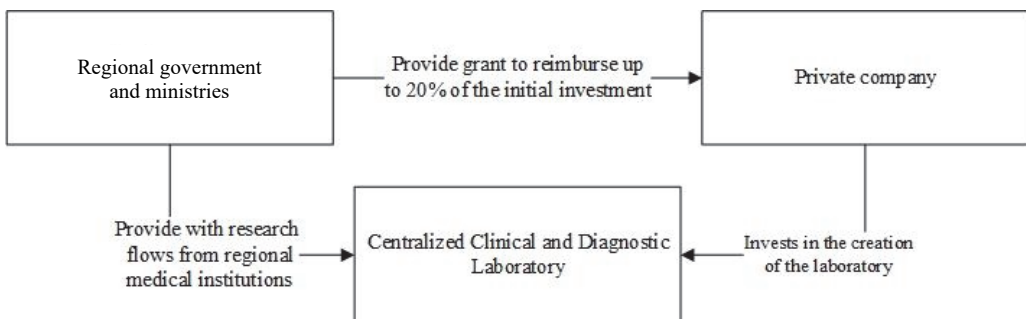 Regional government
and ministries
Provide grant to reimburse up
to 20% of the initial investment
Private company
Provide with research
flows from regional
medical institutions
Centralized Clinical and Diagnostic
Laboratory
Invests in the creation
of the laboratory